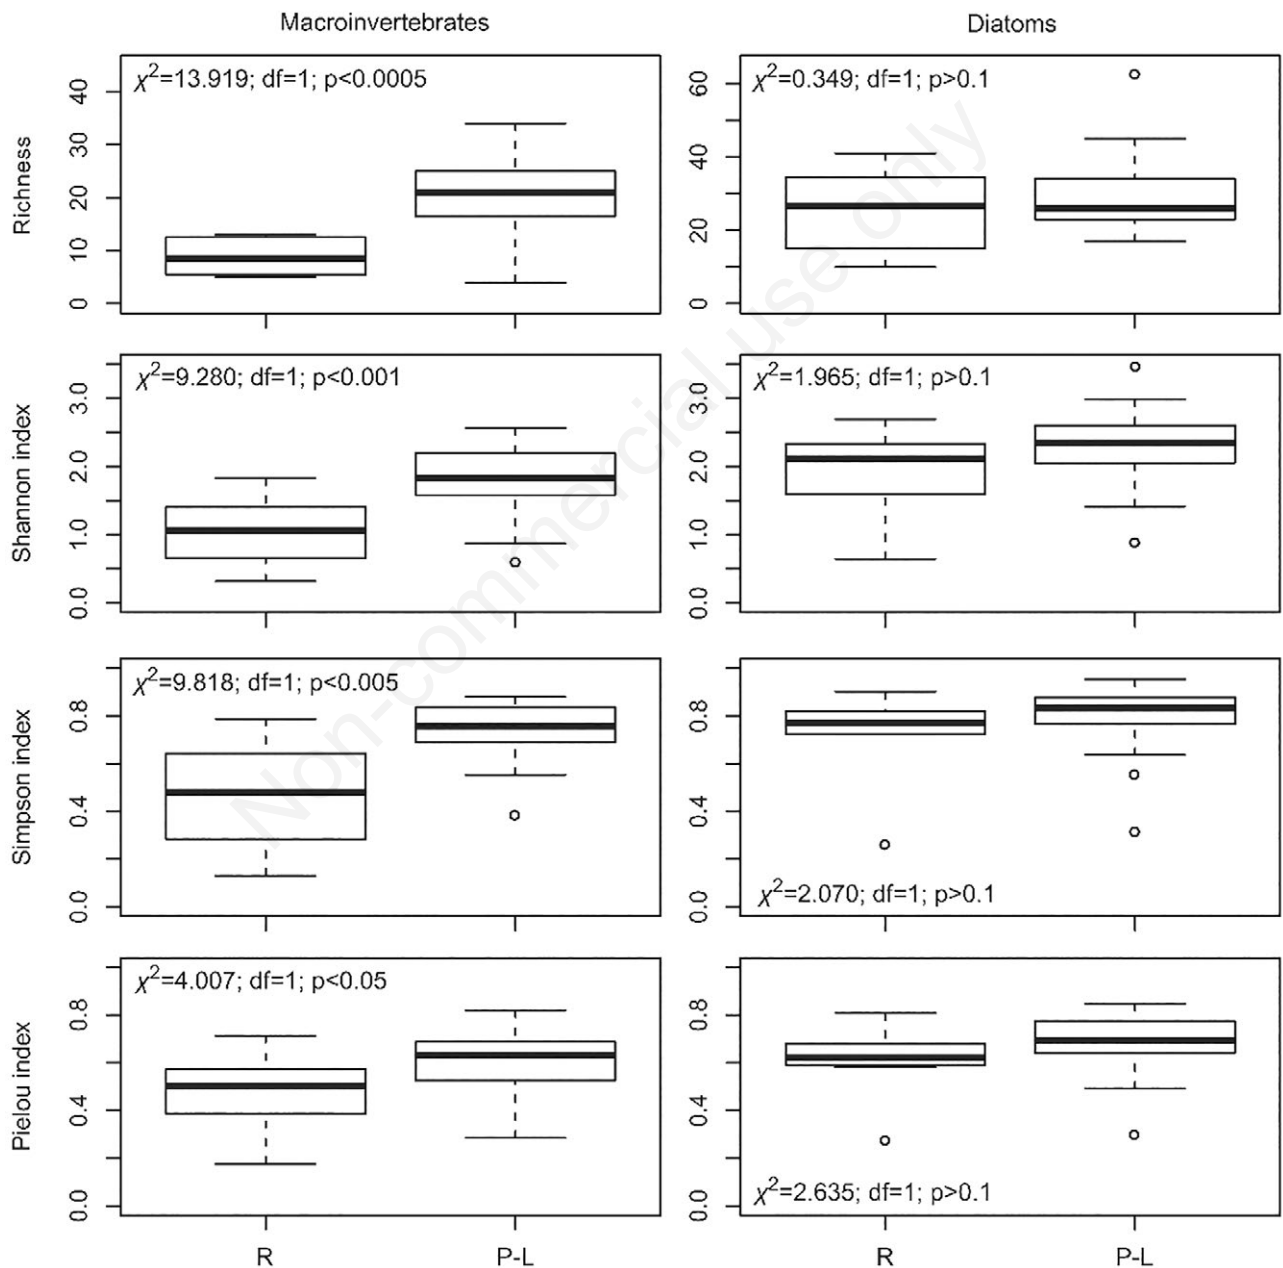 Macroinvertebrates
Diatoms
Richness
χ²=13.919; df=1; p<0.0005
0 10 20 30 40
χ²=0.349; df=1; p>0.1
0 20 40 60
Shannon index
χ²=9.280; df=1; p<0.001
0.0 1.0 2.0 3.0
χ²=1.965; df=1; p>0.1
0.0 1.0 2.0 3.0
Simpson index
χ²=9.818; df=1; p<0.005
0.0 0.4 0.8
χ²=2.070; df=1; p>0.1
0.0 0.4 0.8
Pielou index
χ²=4.007; df=1; p<0.05
0.0 0.4 0.8
χ²=2.635; df=1; p>0.1
0.0 0.4 0.8
R P-L
R P-L
Non-commercial use only